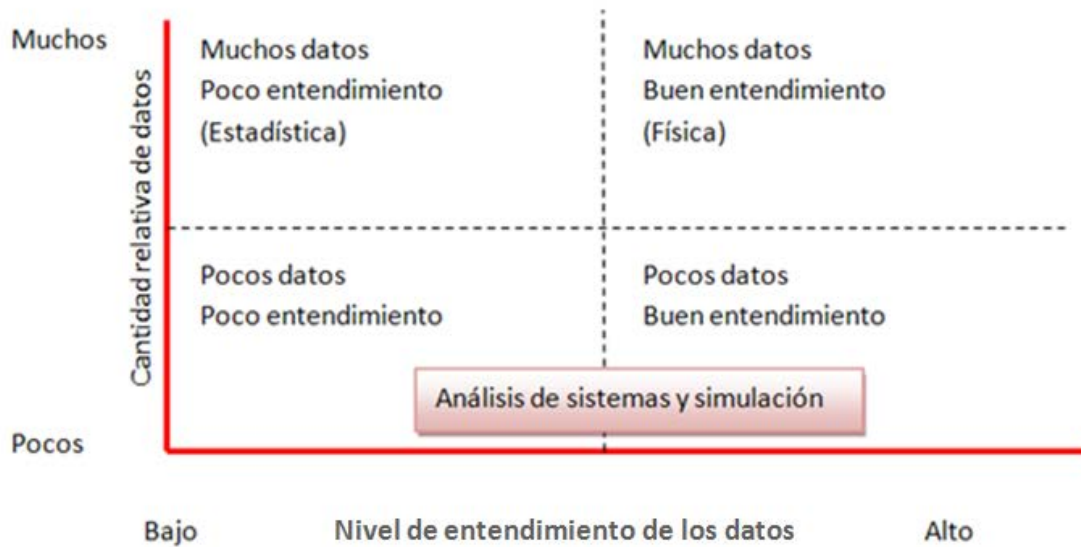 Muchos
Cantidad relativa de datos
Muchos datos
Poco entendimiento
(Estadística)
Muchos datos
Buen entendimiento
(Física)
Pocos datos
Poco entendimiento
Pocos datos
Buen entendimiento
Análisis de sistemas y simulación
Pocos
Bajo
Nivel de entendimiento de los datos
Alto